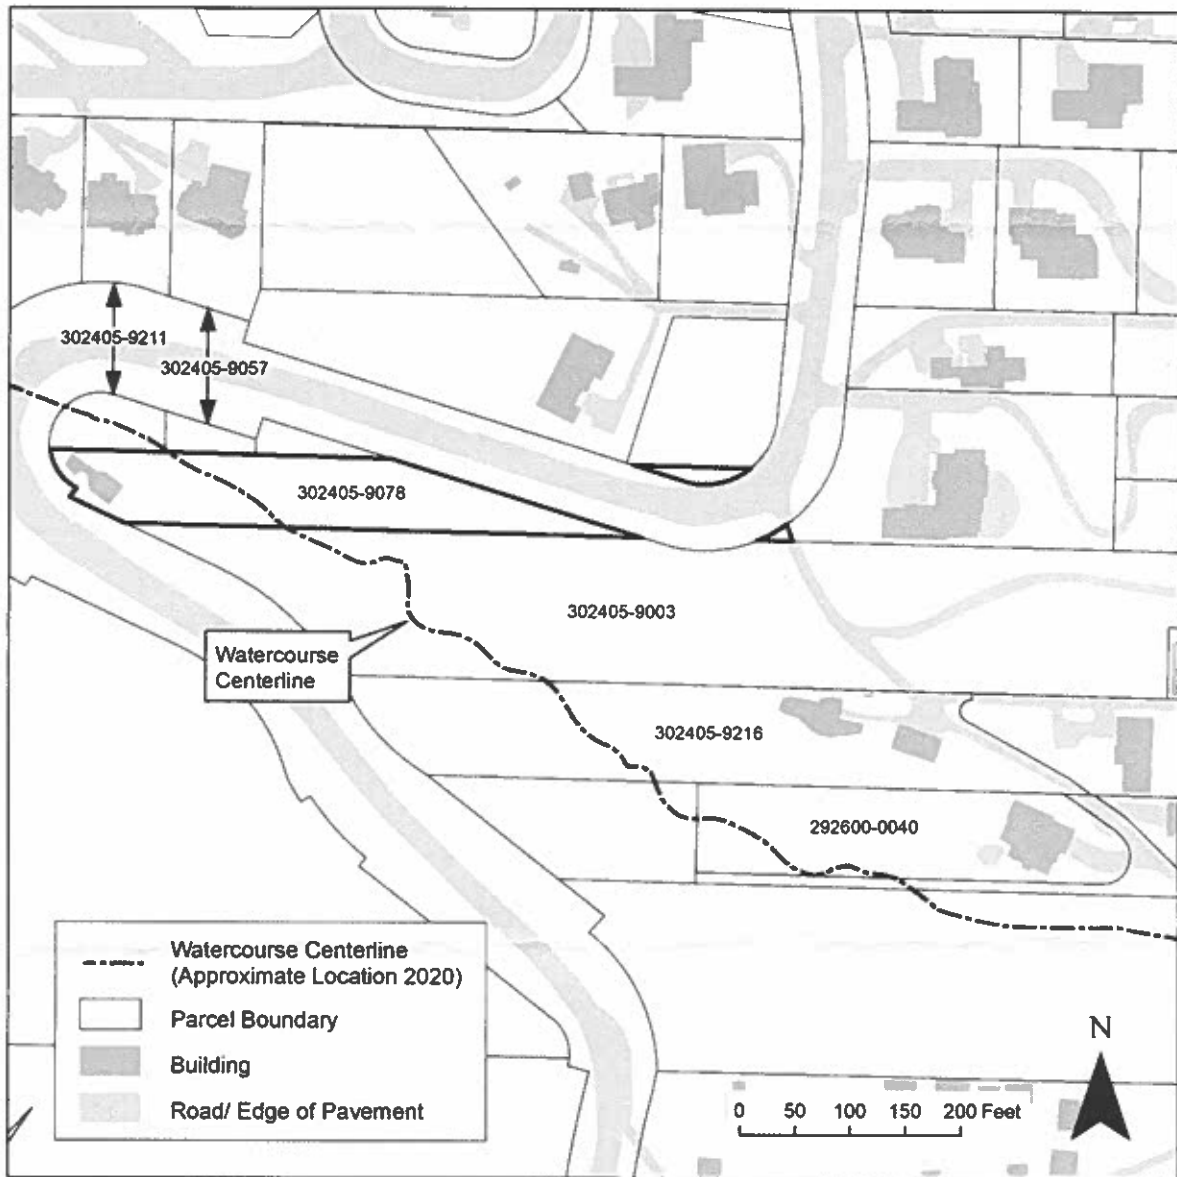 302405-9211
302405-9057
302405-9078
302405-9003
Watercourse
Centerline
302405-9216
292600-0040
Watercourse Centerline
(Approximate Location 2020)
Parcel Boundary
Building
Road/ Edge of Pavement
N
0 50 100 150 200 Feet